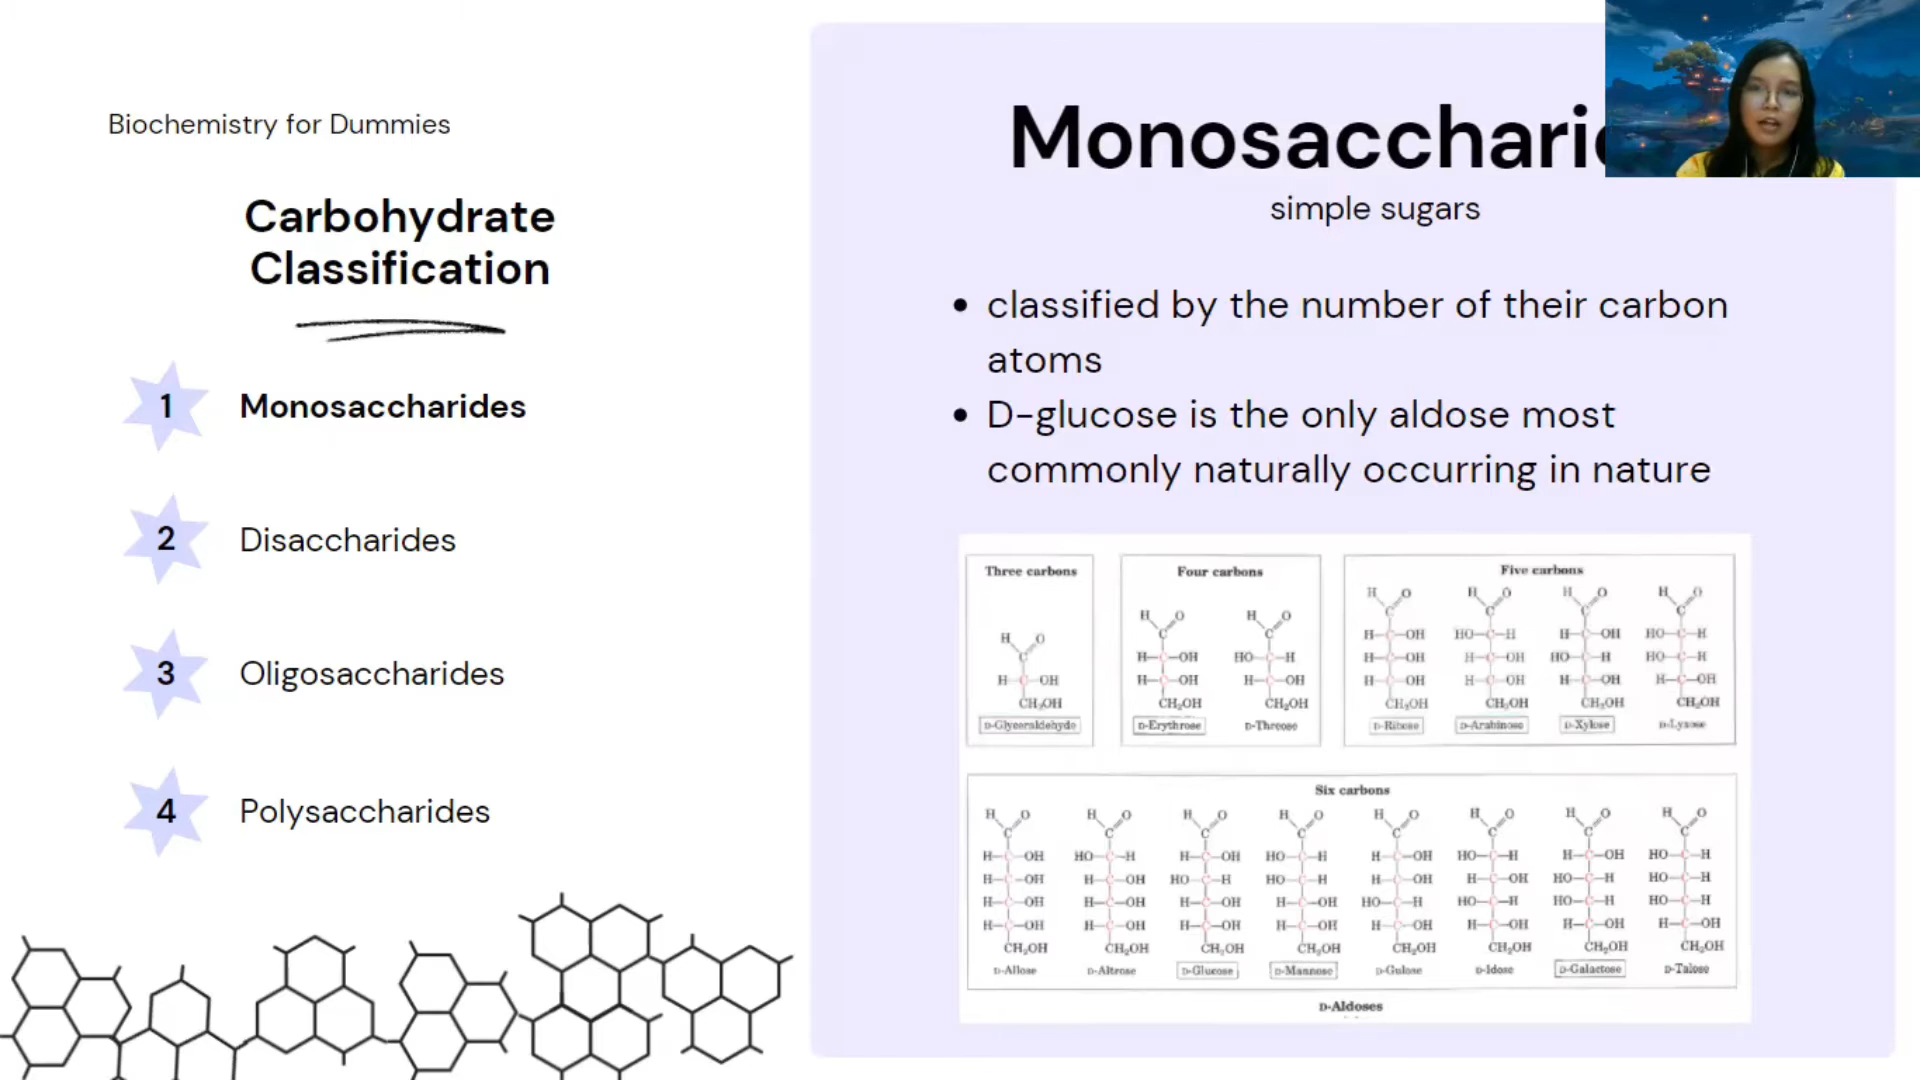 Biochemistry for Dummies
Carbohydrate
Classification
1 Monosaccharides
2 Disaccharides
3 Oligosaccharides
4 Polysaccharides
Monosacchari
simple sugars
• classified by the number of their carbon
atoms
• D-glucose is the only aldose most
commonly naturally occurring in nature
Three carbons
H O
C
H—C—OH
CH₂OH
D-Glyceraldehyde
Four carbons
H O H O
C C
H—C—OH HO—C—H
H—C—OH H—C—OH
CH₂OH CH₂OH
D-Erythrose D-Threose
Five carbons
H O H O H O H O
C C C C
H—C—OH HO—C—H H—C—OH HO—C—H
H—C—OH H—C—OH HO—C—H HO—C—H
H—C—OH H—C—OH H—C—OH H—C—OH
CH₂OH CH₂OH CH₂OH CH₂OH
D-Ribose D-Arabinose D-Xylose D-Lyxose
Six carbons
H O H O H O H O H O H O H O H O
C C C C C C C C
H—C—OH HO—C—H H—C—OH HO—C—H H—C—OH HO—C—H H—C—OH HO—C—H
H—C—OH H—C—OH HO—C—H HO—C—H H—C—OH H—C—OH HO—C—H HO—C—H
H—C—OH H—C—OH H—C—OH H—C—OH HO—C—H HO—C—H HO—C—H HO—C—H
H—C—OH H—C—OH H—C—OH H—C—OH H—C—OH H—C—OH H—C—OH H—C—OH
CH₂OH CH₂OH CH₂OH CH₂OH CH₂OH CH₂OH CH₂OH CH₂OH
D-Allose D-Altrose D-Glucose D-Mannose D-Gulose D-Idose D-Galactose D-Talose
D-Aldoses